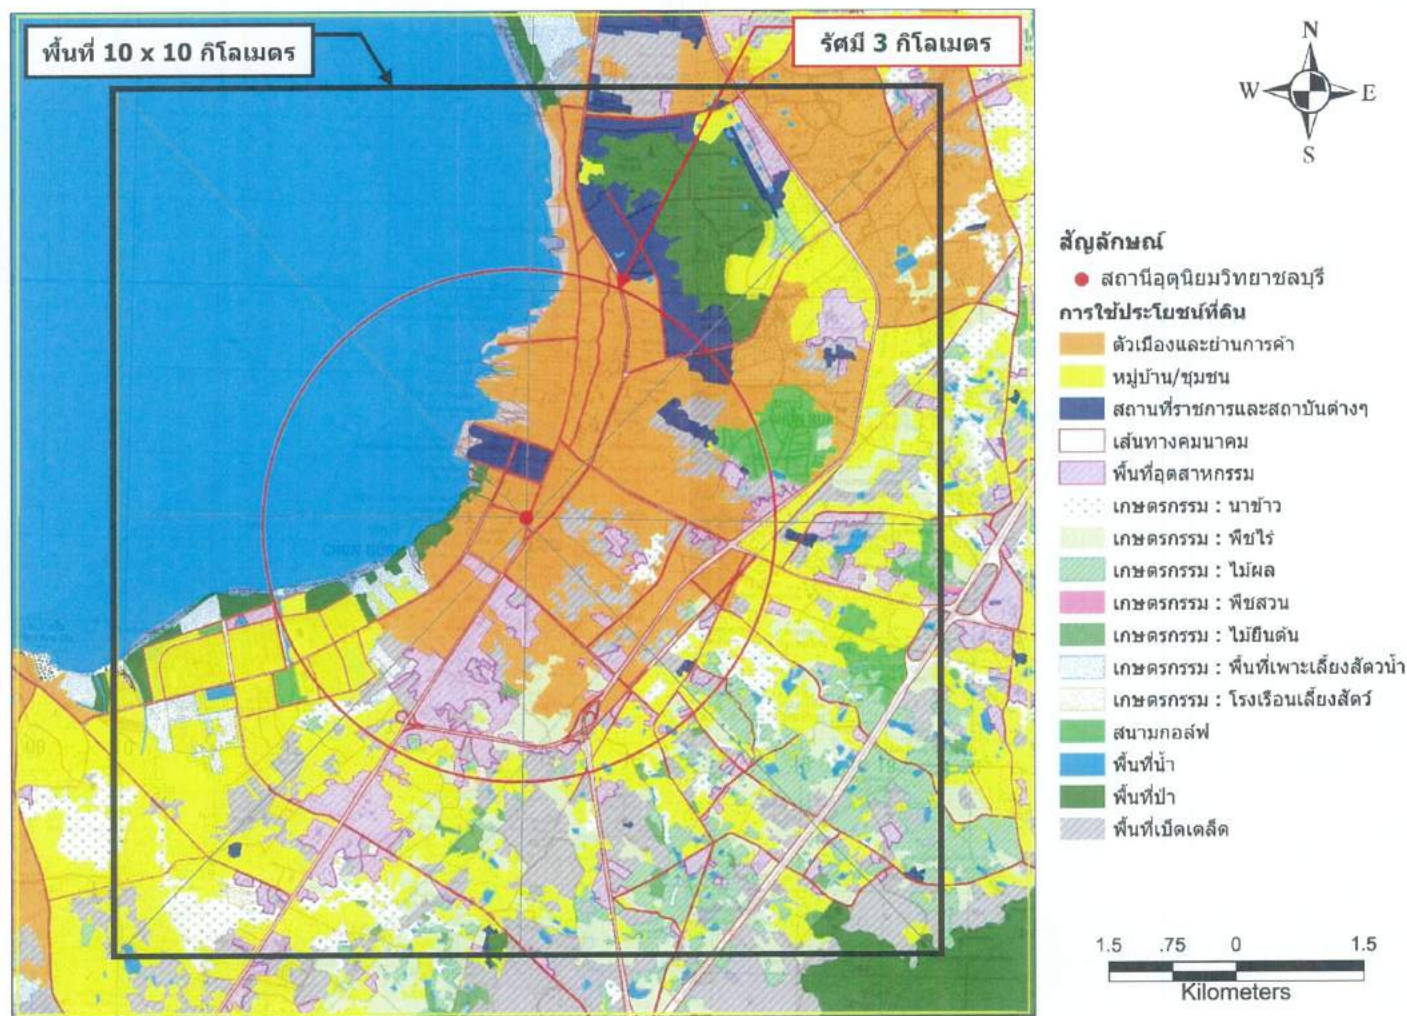 พื้นที่ 10 x 10 กิโลเมตร
รัศมี 3 กิโลเมตร
N
W
E
S
สัญลักษณ์
สถานีอุตุนิยมวิทยาชลบุรี
การใช้ประโยชน์ที่ดิน
ตัวเมืองและย่านการค้า
หมู่บ้าน/ชุมชน
สถานที่ราชการและสถาบันต่างๆ
เส้นทางคมนาคม
พื้นที่อุตสาหกรรม
เกษตรกรรม : นาข้าว
เกษตรกรรม : พืชไร่
เกษตรกรรม : ไม้ผล
เกษตรกรรม : พืชสวน
เกษตรกรรม : ไม้ยืนต้น
เกษตรกรรม : พื้นที่เพาะเลี้ยงสัตว์น้ำ
เกษตรกรรม : โรงเรือนเลี้ยงสัตว์
สนามกอล์ฟ
พื้นที่น้ำ
พื้นที่ป่า
พื้นที่เบ็ดเตล็ด
1.5 .75 0 1.5
Kilometers